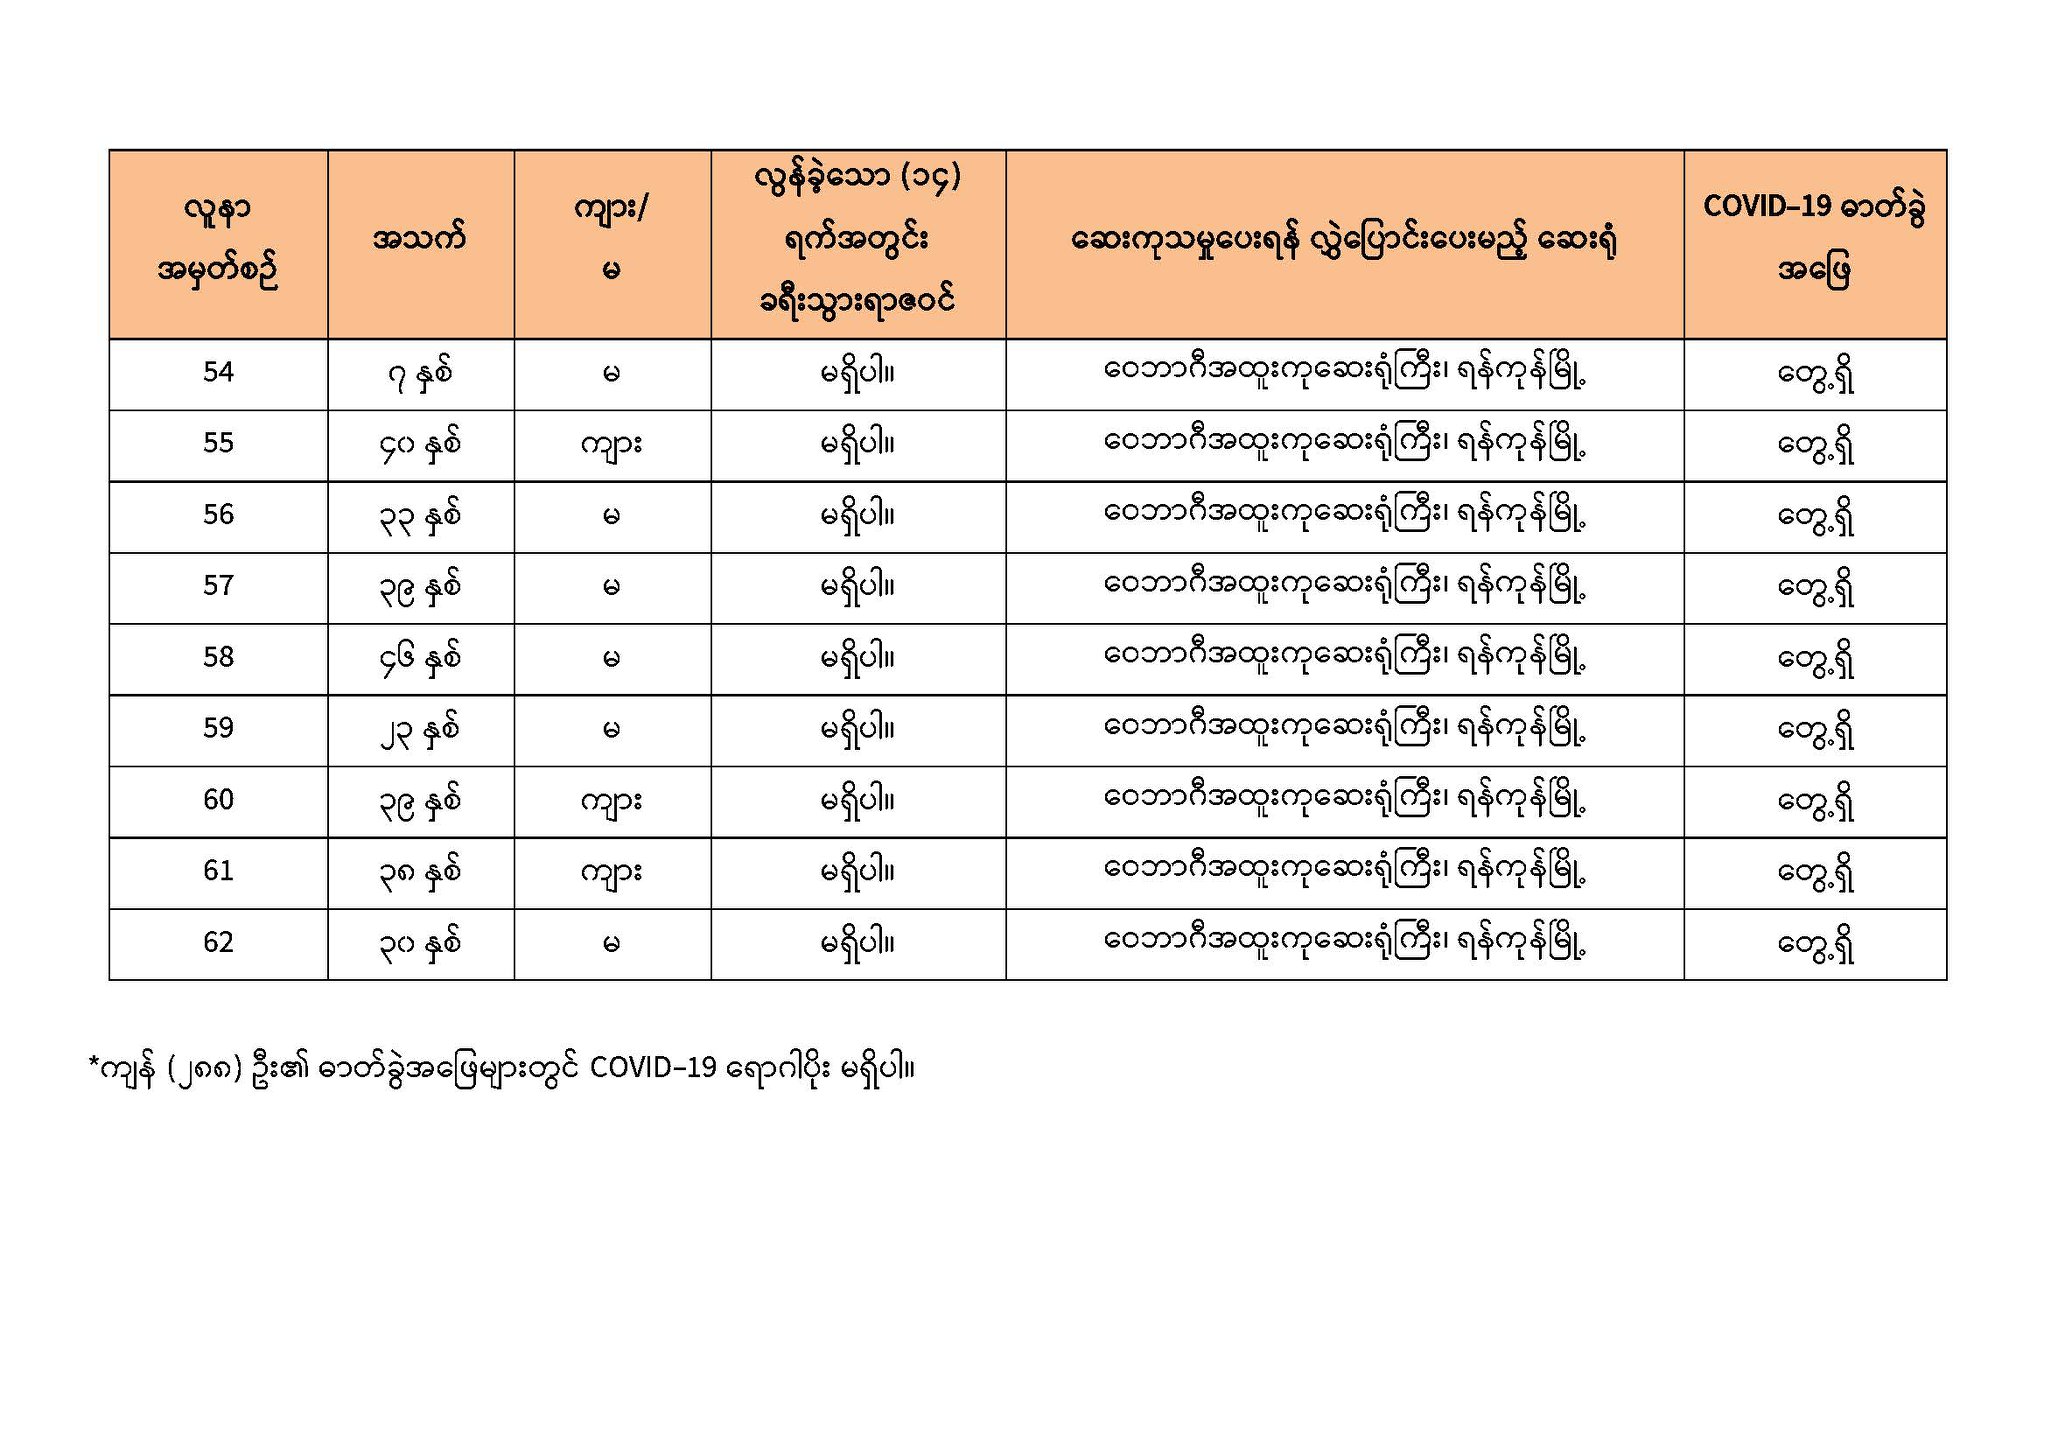 လူနာ
အမှတ်စဉ်
အသက်
ကျား/
မ
လွန်ခဲ့သော (၁၄)
ရက်အတွင်း
ခရီးသွားရာဇဝင်
ဆေးကုသမှုပေးရန် လွှဲပြောင်းပေးမည့် ဆေးရုံ
COVID–19 ဓာတ်ခွဲ
အဖြေ
54 ၇ နှစ် မ မရှိပါ။ ဝေဘာဂီအထူးကုဆေးရုံကြီး၊ ရန်ကုန်မြို့ တွေ့ရှိ
55 ၄၀ နှစ် ကျား မရှိပါ။ ဝေဘာဂီအထူးကုဆေးရုံကြီး၊ ရန်ကုန်မြို့ တွေ့ရှိ
56 ၃၃ နှစ် မ မရှိပါ။ ဝေဘာဂီအထူးကုဆေးရုံကြီး၊ ရန်ကုန်မြို့ တွေ့ရှိ
57 ၃၉ နှစ် မ မရှိပါ။ ဝေဘာဂီအထူးကုဆေးရုံကြီး၊ ရန်ကုန်မြို့ တွေ့ရှိ
58 ၄၆ နှစ် မ မရှိပါ။ ဝေဘာဂီအထူးကုဆေးရုံကြီး၊ ရန်ကုန်မြို့ တွေ့ရှိ
59 ၂၃ နှစ် မ မရှိပါ။ ဝေဘာဂီအထူးကုဆေးရုံကြီး၊ ရန်ကုန်မြို့ တွေ့ရှိ
60 ၃၉ နှစ် ကျား မရှိပါ။ ဝေဘာဂီအထူးကုဆေးရုံကြီး၊ ရန်ကုန်မြို့ တွေ့ရှိ
61 ၃၈ နှစ် ကျား မရှိပါ။ ဝေဘာဂီအထူးကုဆေးရုံကြီး၊ ရန်ကုန်မြို့ တွေ့ရှိ
62 ၃၀ နှစ် မ မရှိပါ။ ဝေဘာဂီအထူးကုဆေးရုံကြီး၊ ရန်ကုန်မြို့ တွေ့ရှိ
*ကျန် (၂၈၈) ဦး၏ ဓာတ်ခွဲအဖြေများတွင် COVID–19 ရောဂါပိုး မရှိပါ။